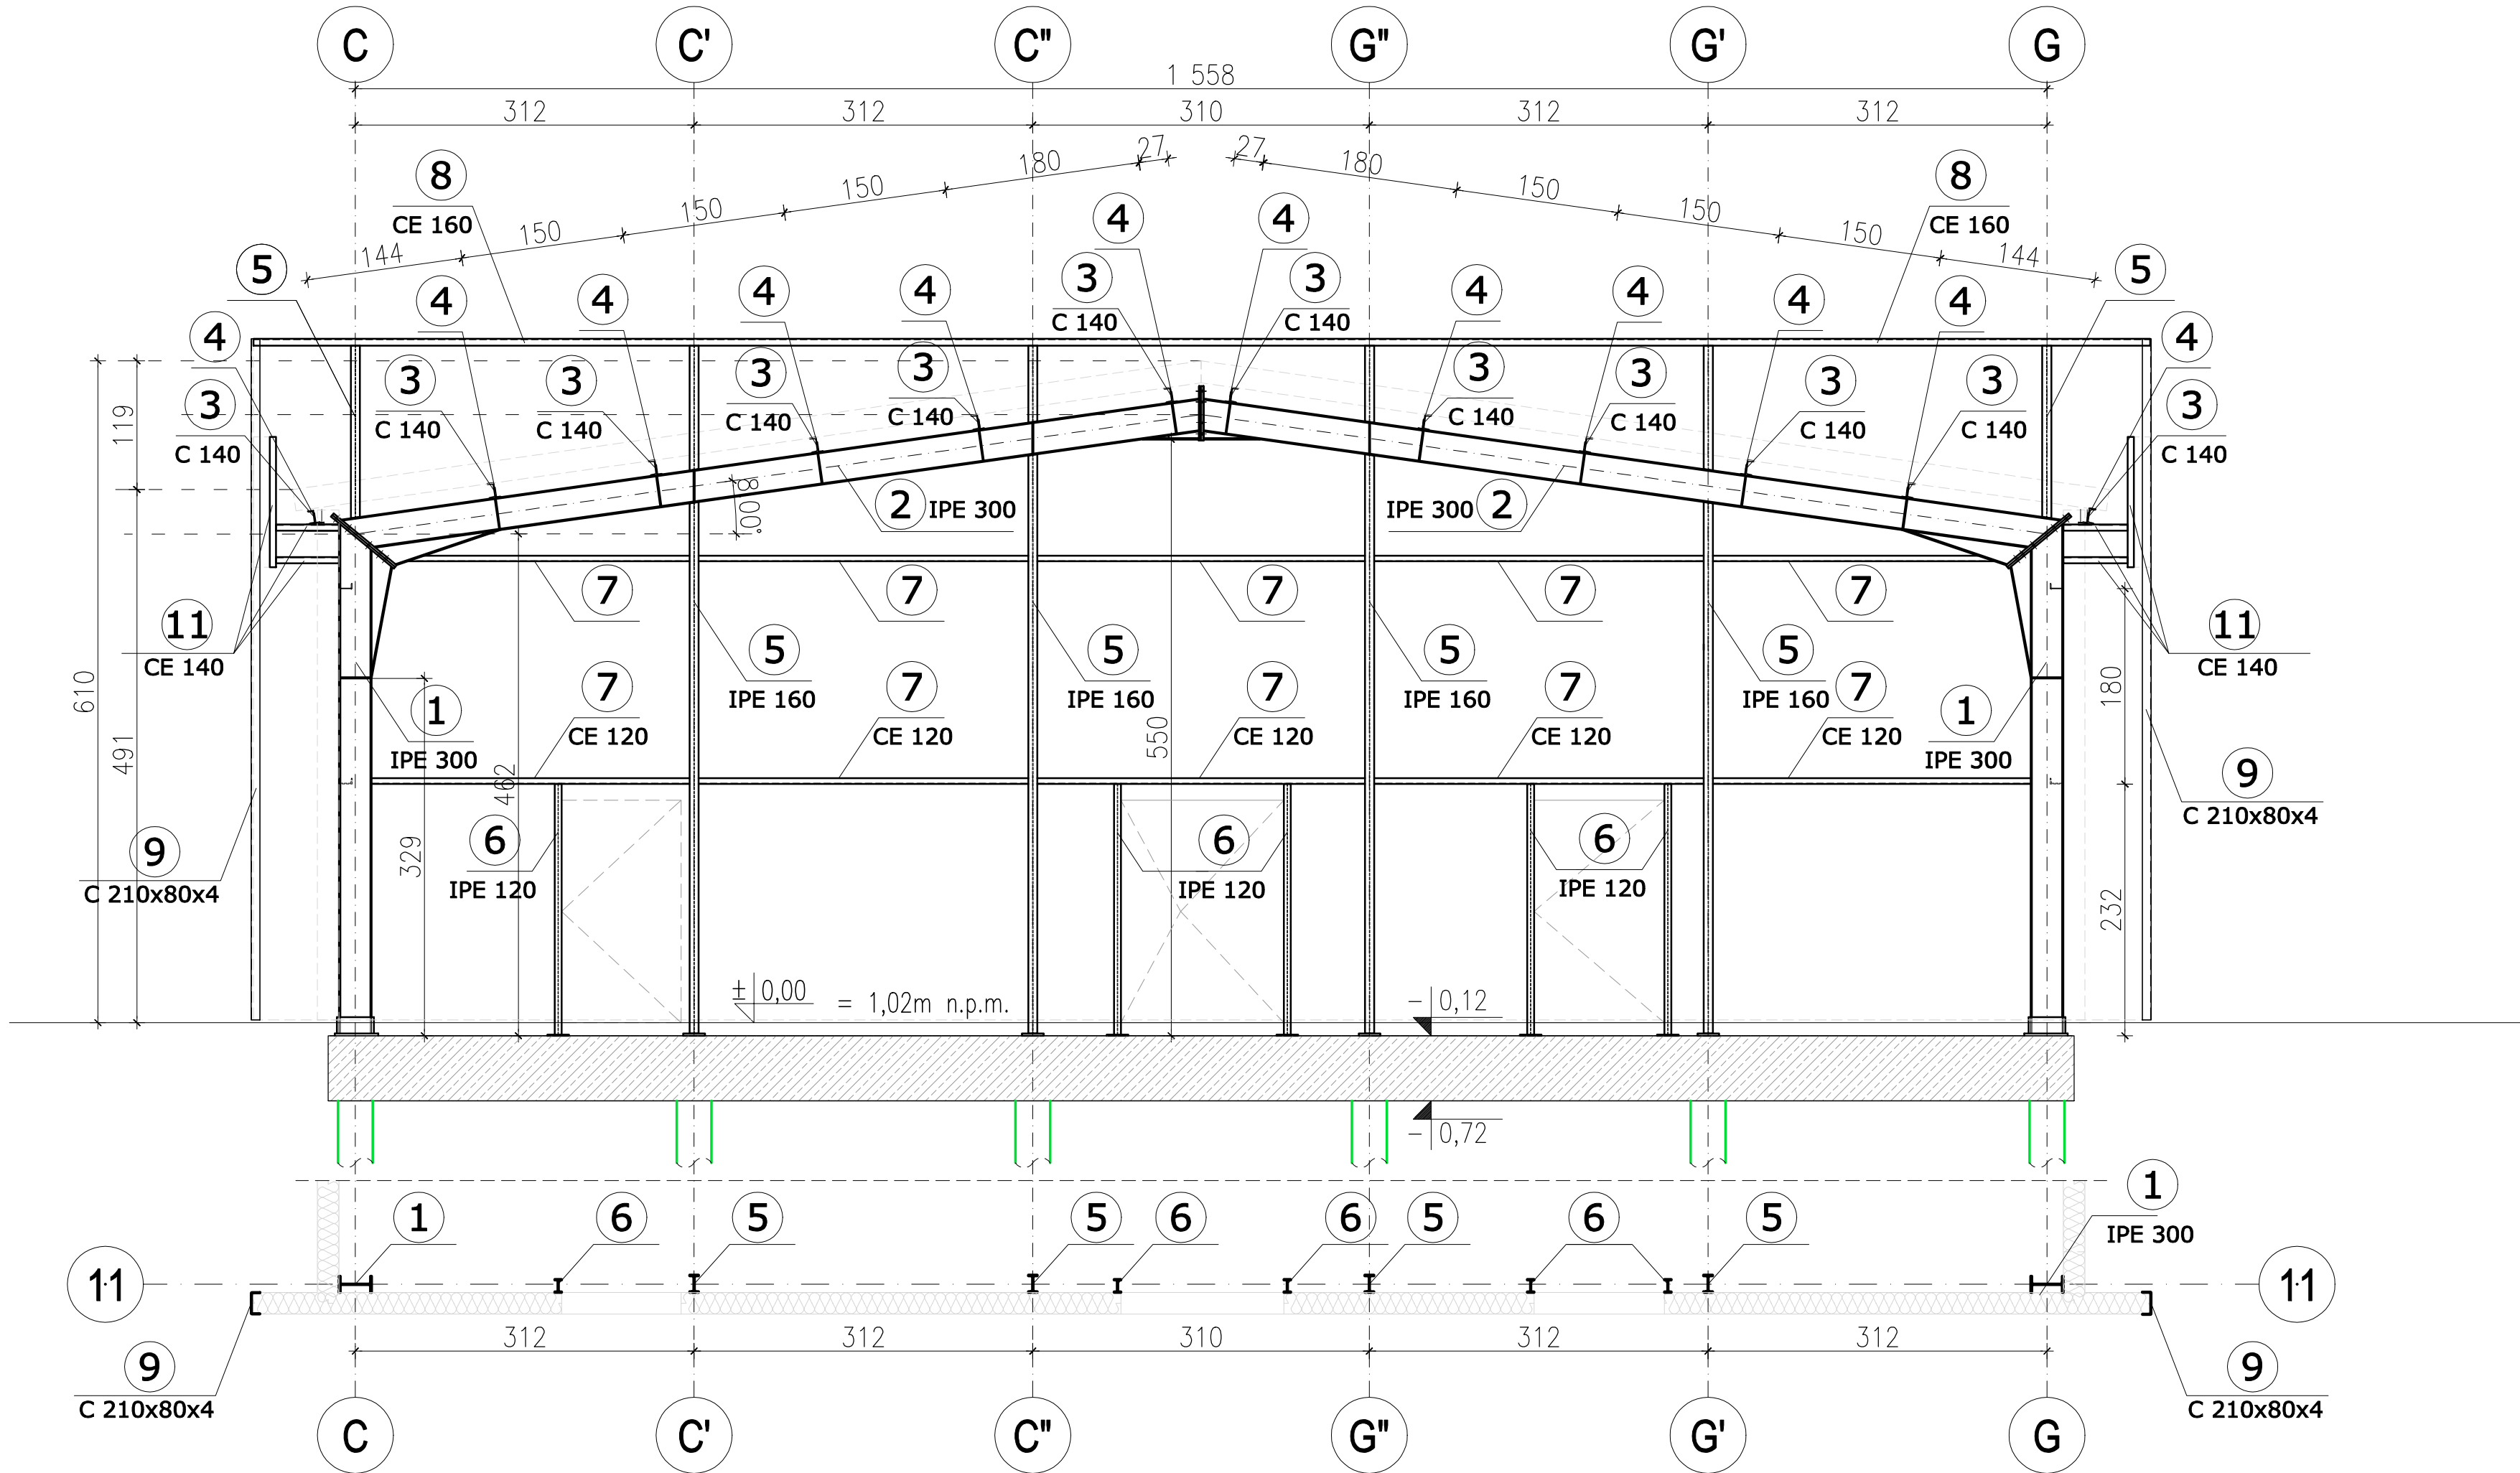 C C' C" G" G' G
1 558
312 312 310 312 312
27 27
180 180
150 150
150 150
150 150
144 144
8 8
CE 160 CE 160
4 4
5 5
3 3
C 140 C 140
4 4 4 4 4 4 4 4
4 4
3 3 3 3 3 3 3 3
C 140 C 140 C 140 C 140 C 140 C 140 C 140 C 140
3 3
C 140 C 140
119
8.00°
2 IPE 300 IPE 300 2
7 7 7 7 7
11 11
CE 140 CE 140
5 5 5 5
IPE 160 IPE 160 IPE 160 IPE 160
610
491
180
7 7 7 7 7
CE 120 CE 120 CE 120 CE 120 CE 120
1 1
IPE 300 IPE 300
550
462
9 9
C 210x80x4 C 210x80x4
329
232
6 6 6
IPE 120 IPE 120 IPE 120
± 0,00 = 1,02m n.p.m.
- 0,12
- 0,72
1 6 5 5 6 6 5 6 5 1
IPE 300
11 11
312 312 310 312 312
9 9
C 210x80x4 C 210x80x4
C C' C" G" G' G